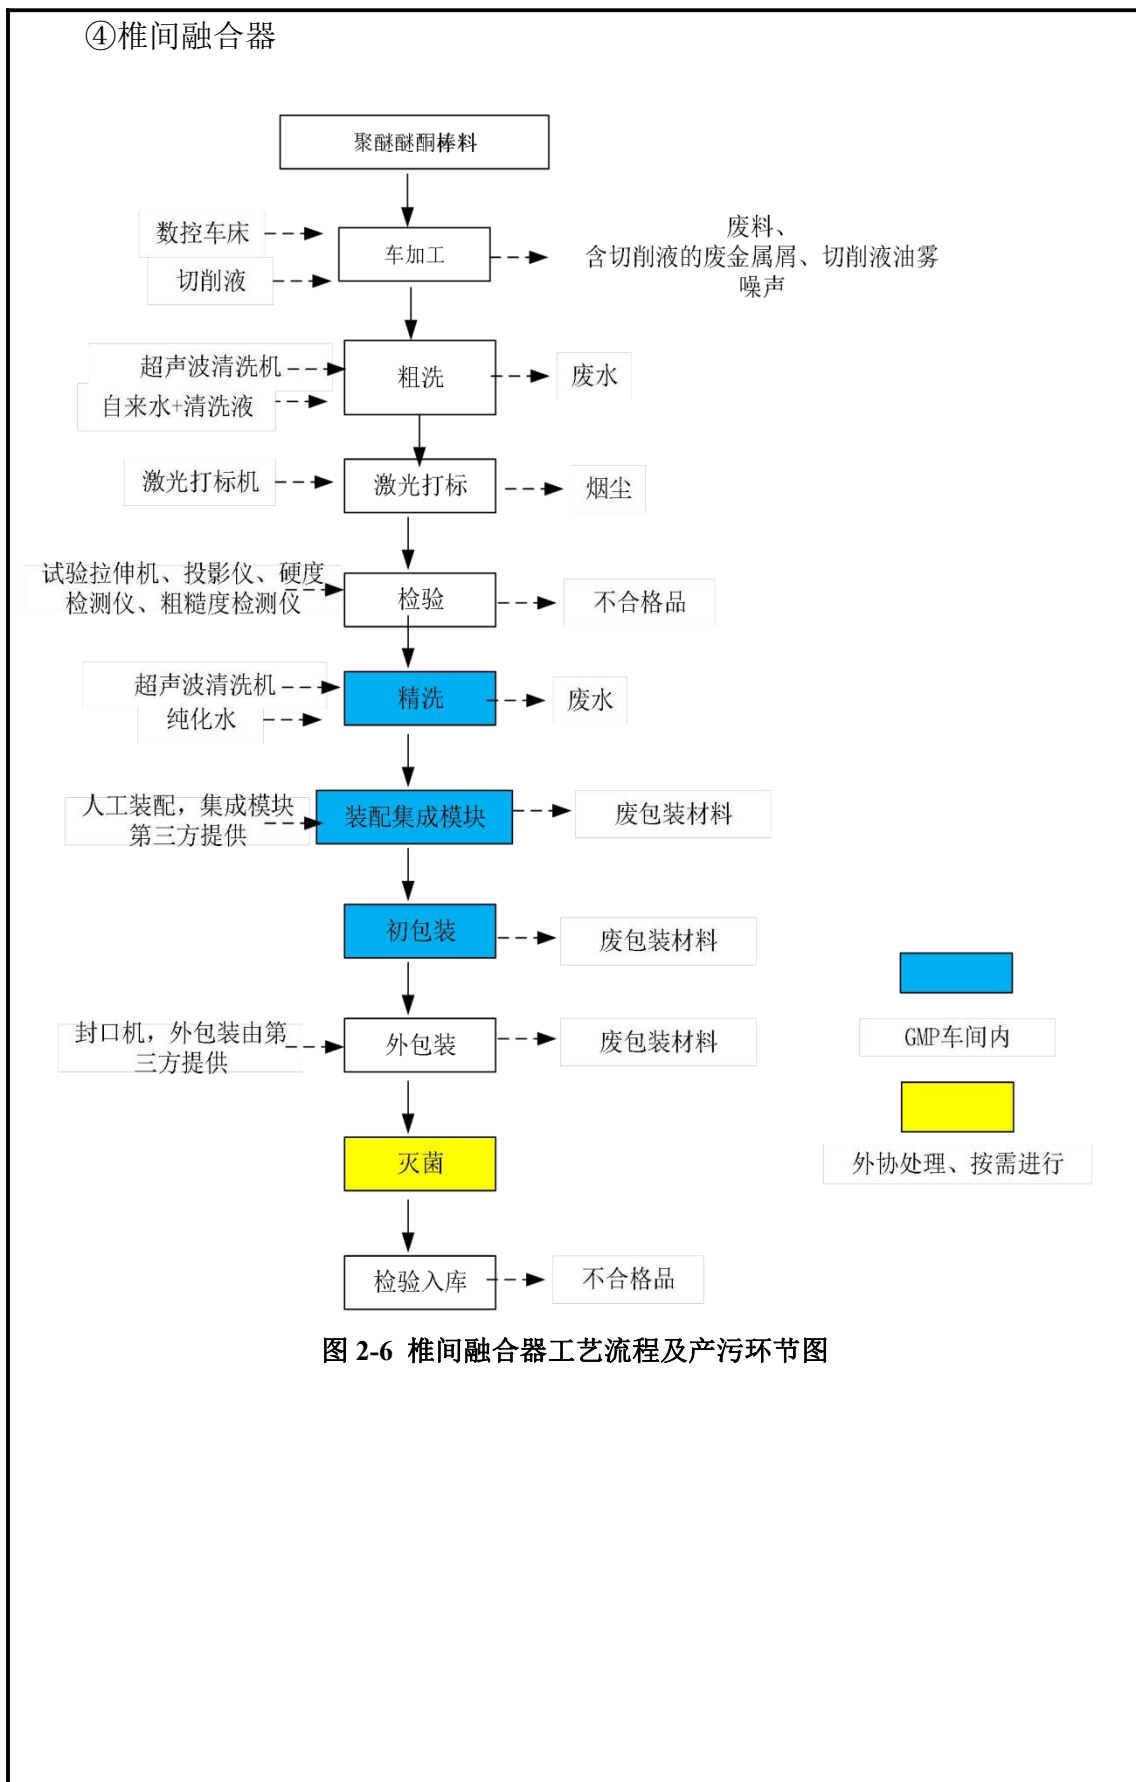 ④椎间融合器
聚醚醚酮棒料
数控车床
切削液
车加工
废料、
含切削液的废金属屑、切削液油雾
噪声
超声波清洗机
自来水+清洗液
粗洗
废水
激光打标机
激光打标
烟尘
试验拉伸机、投影仪、硬度
检测仪、粗糙度检测仪
检验
不合格品
超声波清洗机
纯化水
精洗
废水
人工装配，集成模块
第三方提供
装配集成模块
废包装材料
初包装
废包装材料
封口机，外包装由第
三方提供
外包装
废包装材料
GMP车间内
灭菌
外协处理、按需进行
检验入库
不合格品
图 2-6 椎间融合器工艺流程及产污环节图